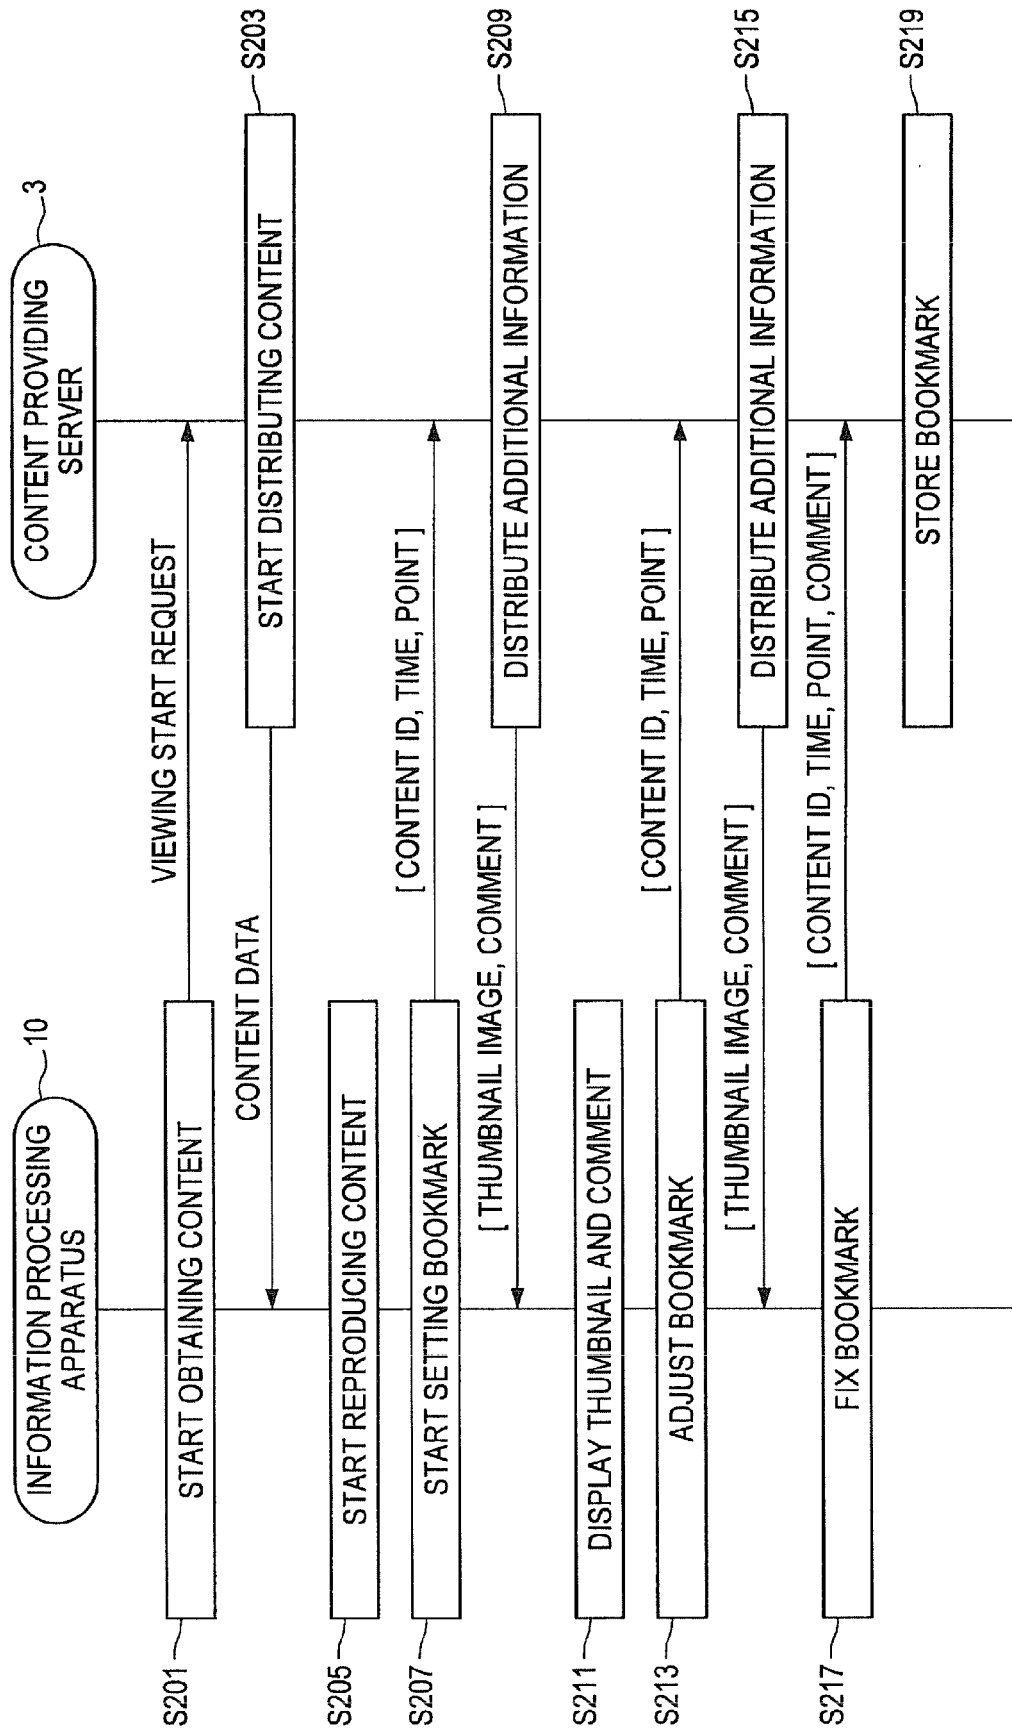 INFORMATION PROCESSING
APPARATUS
10
CONTENT PROVIDING
SERVER
3
S201
START OBTAINING CONTENT
VIEWING START REQUEST
START DISTRIBUTING CONTENT
S203
CONTENT DATA
S205
START REPRODUCING CONTENT
S207
START SETTING BOOKMARK
[ CONTENT ID, TIME, POINT ]
DISTRIBUTE ADDITIONAL INFORMATION
S209
[ THUMBNAIL IMAGE, COMMENT ]
S211
DISPLAY THUMBNAIL AND COMMENT
S213
ADJUST BOOKMARK
[ CONTENT ID, TIME, POINT ]
DISTRIBUTE ADDITIONAL INFORMATION
S215
[ THUMBNAIL IMAGE, COMMENT ]
S217
FIX BOOKMARK
[ CONTENT ID, TIME, POINT, COMMENT ]
STORE BOOKMARK
S219